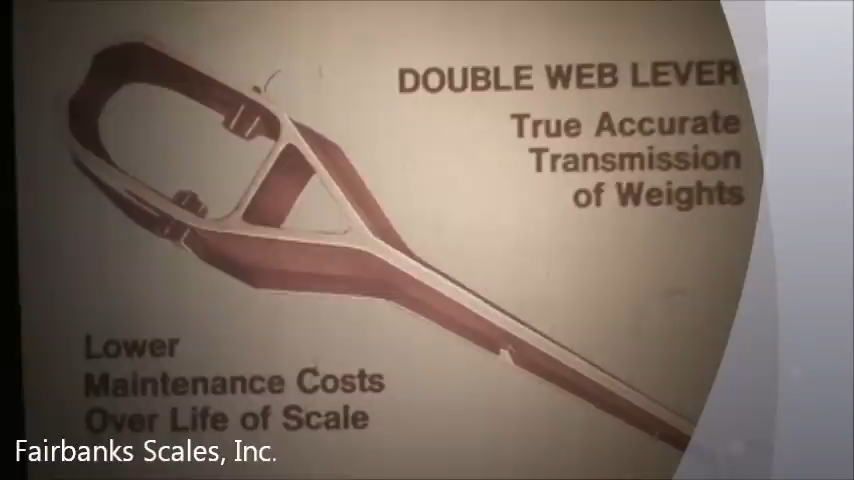 DOUBLE WEB LEVER
True Accurate
Transmission
of Weights
Lower
Maintenance Costs
Over Life of Scale
Fairbanks Scales, Inc.